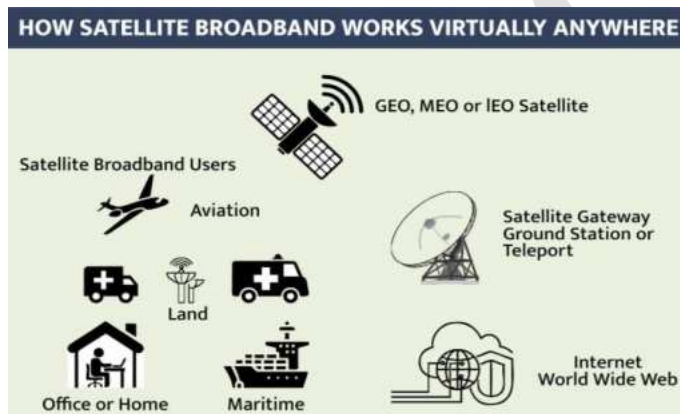 HOW SATELLITE BROADBAND WORKS VIRTUALLY ANYWHERE
GEO, MEO or lEO Satellite
Satellite Broadband Users
Aviation
Satellite Gateway
Ground Station or
Teleport
Land
Office or Home
Maritime
Internet
World Wide Web